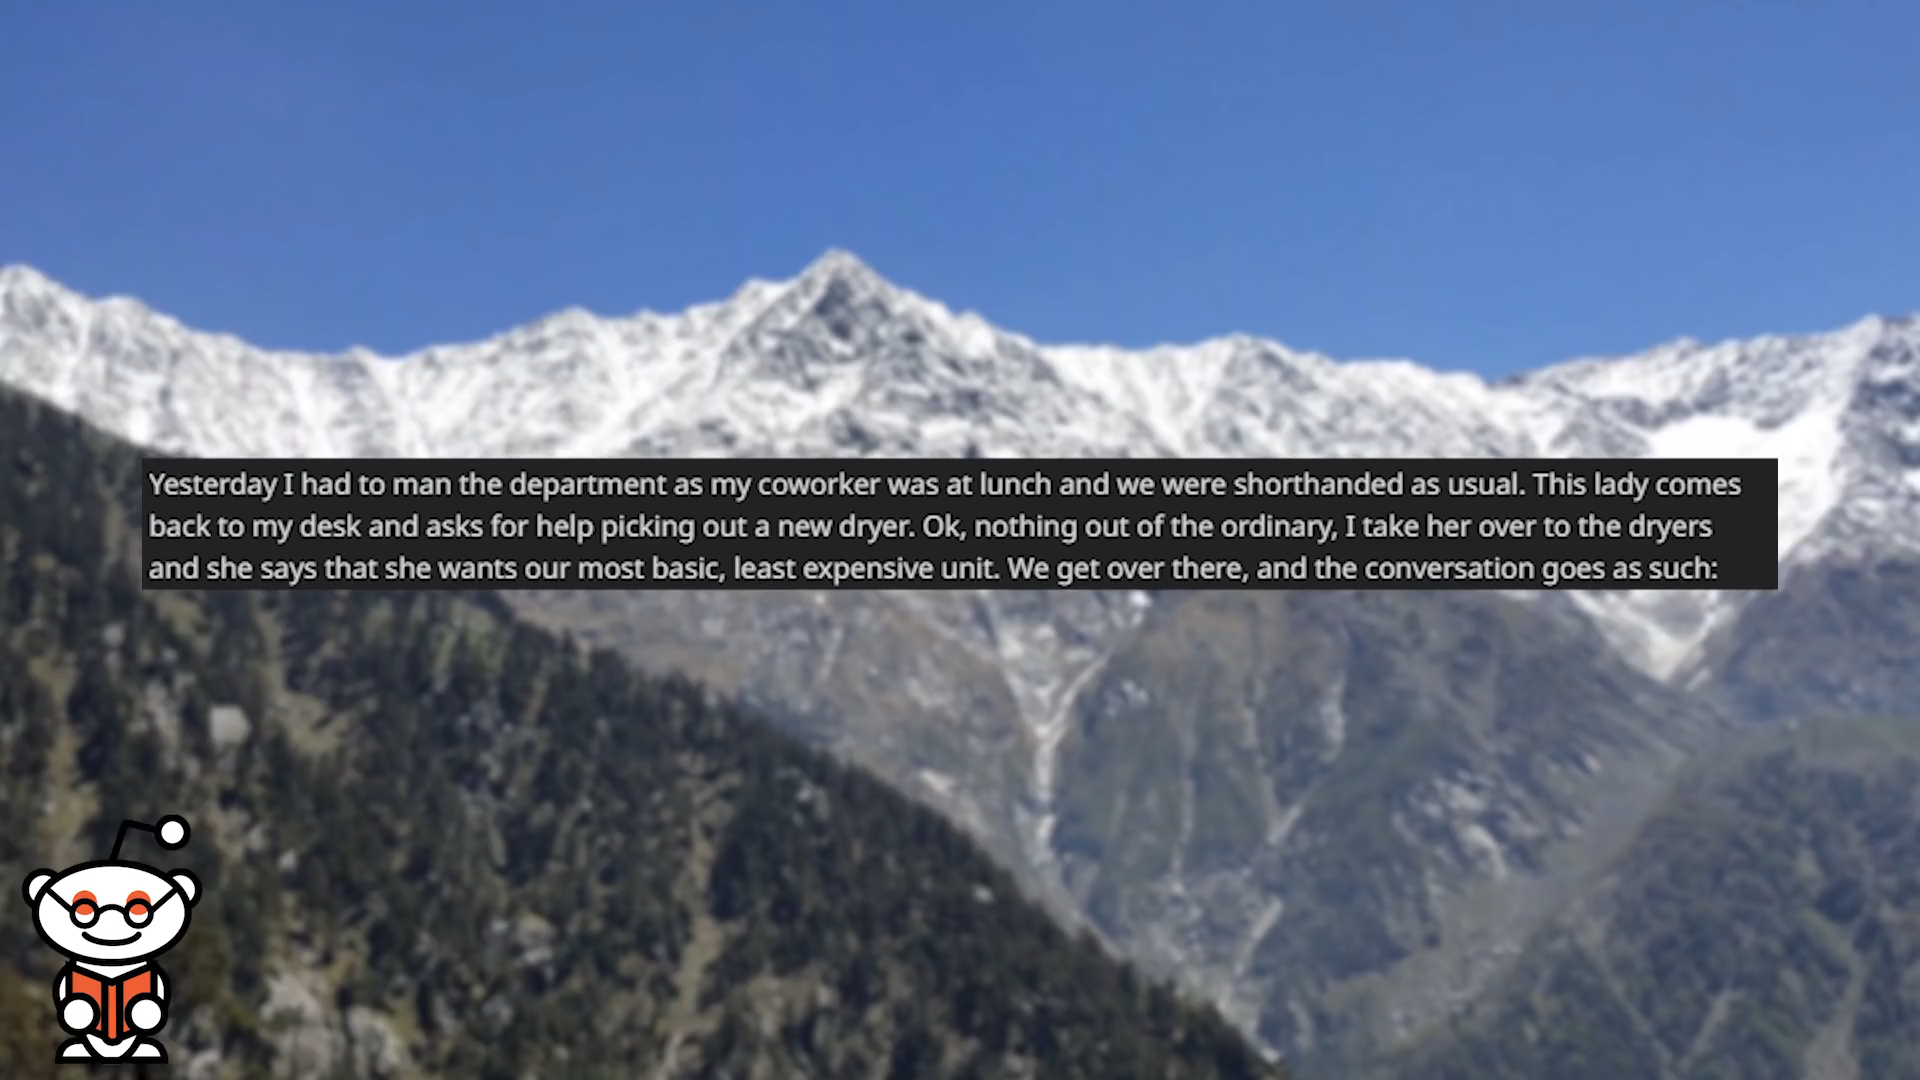 Yesterday I had to man the department as my coworker was at lunch and we were shorthanded as usual. This lady comes
back to my desk and asks for help picking out a new dryer. Ok, nothing out of the ordinary, I take her over to the dryers
and she says that she wants our most basic, least expensive unit. We get over there, and the conversation goes as such: